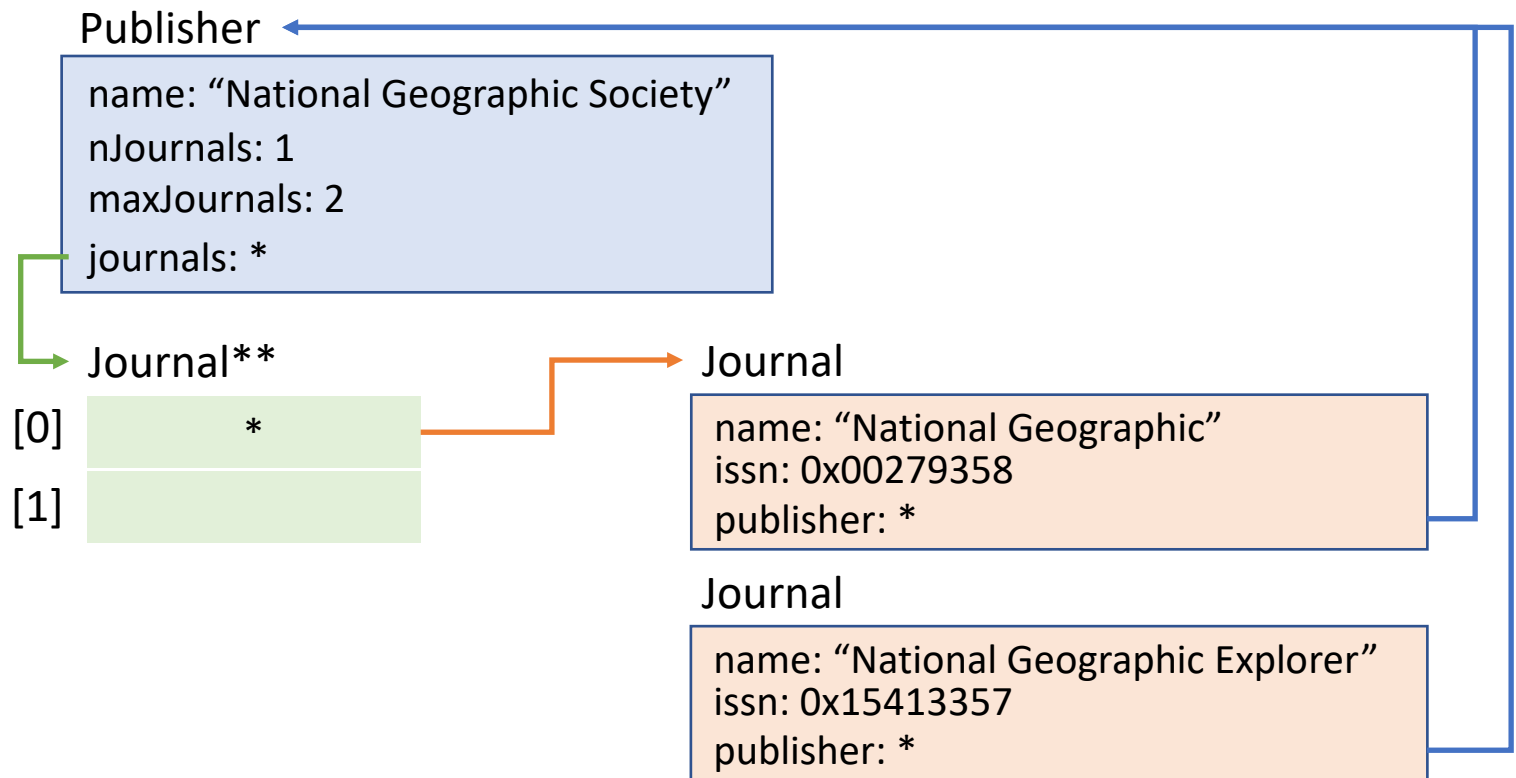 Publisher
name: “National Geographic Society”
nJournals: 1
maxJournals: 2
journals: *
Journal**
[0]
*
[1]
Journal
name: “National Geographic”
issn: 0x00279358
publisher: *
Journal
name: “National Geographic Explorer”
issn: 0x15413357
publisher: *